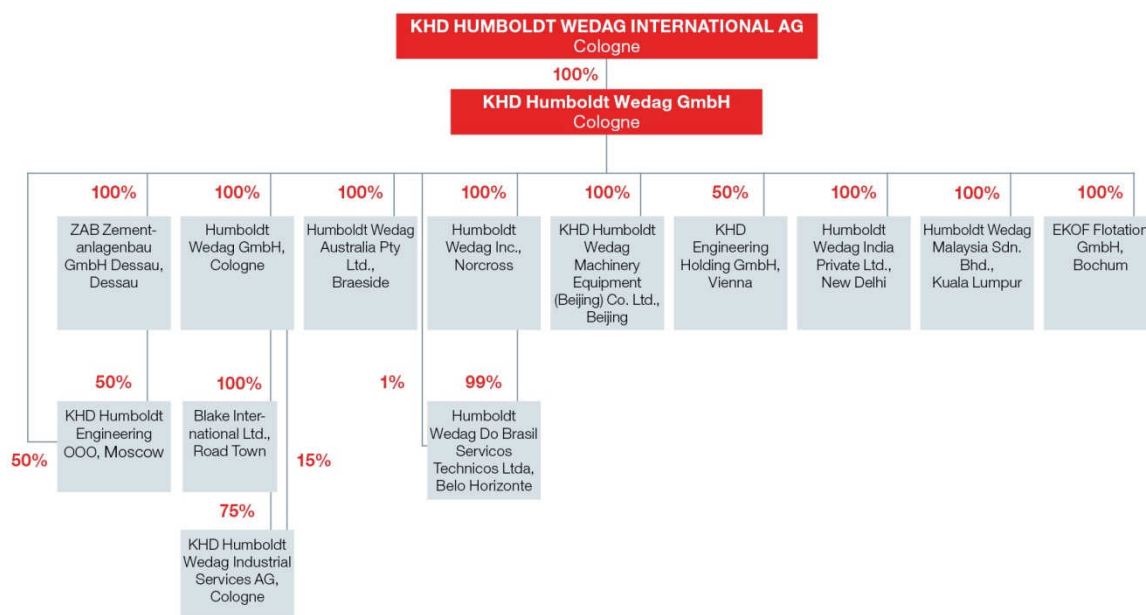 KHD HUMBOLDT WEDAG INTERNATIONAL AG
Cologne
100%
KHD Humboldt Wedag GmbH
Cologne
100%
ZAB Zement-
anlagenbau
GmbH Dessau,
Dessau
100%
Humboldt
Wedag GmbH,
Cologne
100%
Humboldt Wedag
Australia Pty
Ltd.,
Braeside
100%
Humboldt
Wedag Inc.,
Norcross
100%
KHD Humboldt
Wedag
Machinery
Equipment
(Beijing) Co. Ltd.,
Beijing
50%
KHD
Engineering
Holding GmbH,
Vienna
100%
Humboldt
Wedag India
Private Ltd.,
New Delhi
100%
Humboldt Wedag
Malaysia Sdn.
Bhd.,
Kuala Lumpur
100%
EKOF Flotation
GmbH,
Bochum
50%
KHD Humboldt
Engineering
OOO, Moscow
50%
100%
Blake Inter-
national Ltd.,
Road Town
15%
1%
99%
Humboldt
Wedag Do Brasil
Servicos
Technicos Ltda,
Belo Horizonte
75%
KHD Humboldt
Wedag Industrial
Services AG,
Cologne